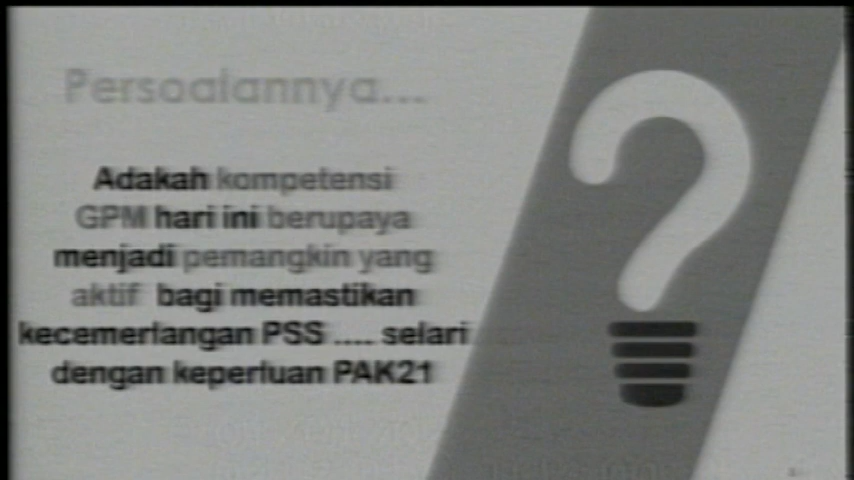 Persoalannya...
Adakah kompetensi
GPM hari ini berupaya
menjadi pemangkin yang
aktif bagi memastikan
kecemerlangan PSS .... selari
dengan keperluan PAK21